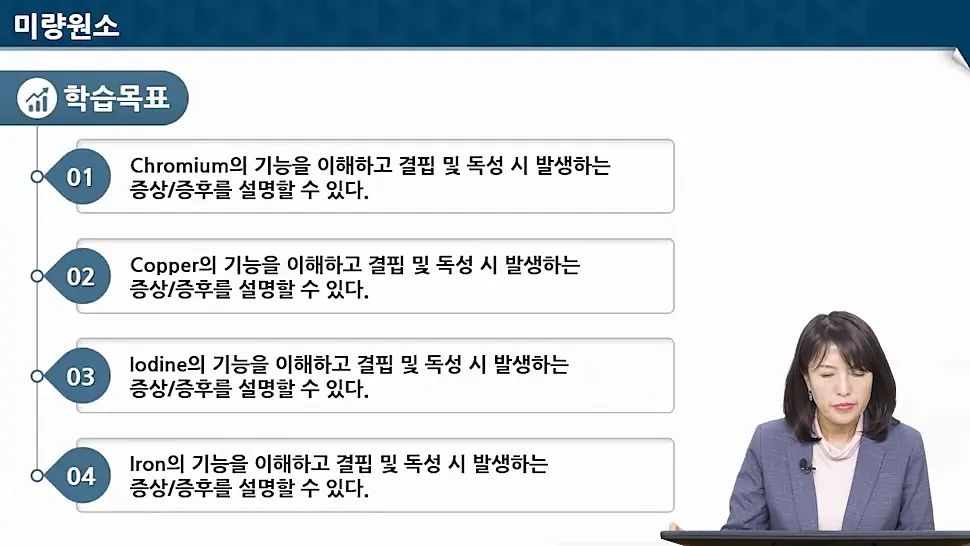 미량원소
학습목표
01
Chromium의 기능을 이해하고 결핍 및 독성 시 발생하는
증상/증후를 설명할 수 있다.
02
Copper의 기능을 이해하고 결핍 및 독성 시 발생하는
증상/증후를 설명할 수 있다.
03
Iodine의 기능을 이해하고 결핍 및 독성 시 발생하는
증상/증후를 설명할 수 있다.
04
Iron의 기능을 이해하고 결핍 및 독성 시 발생하는
증상/증후를 설명할 수 있다.